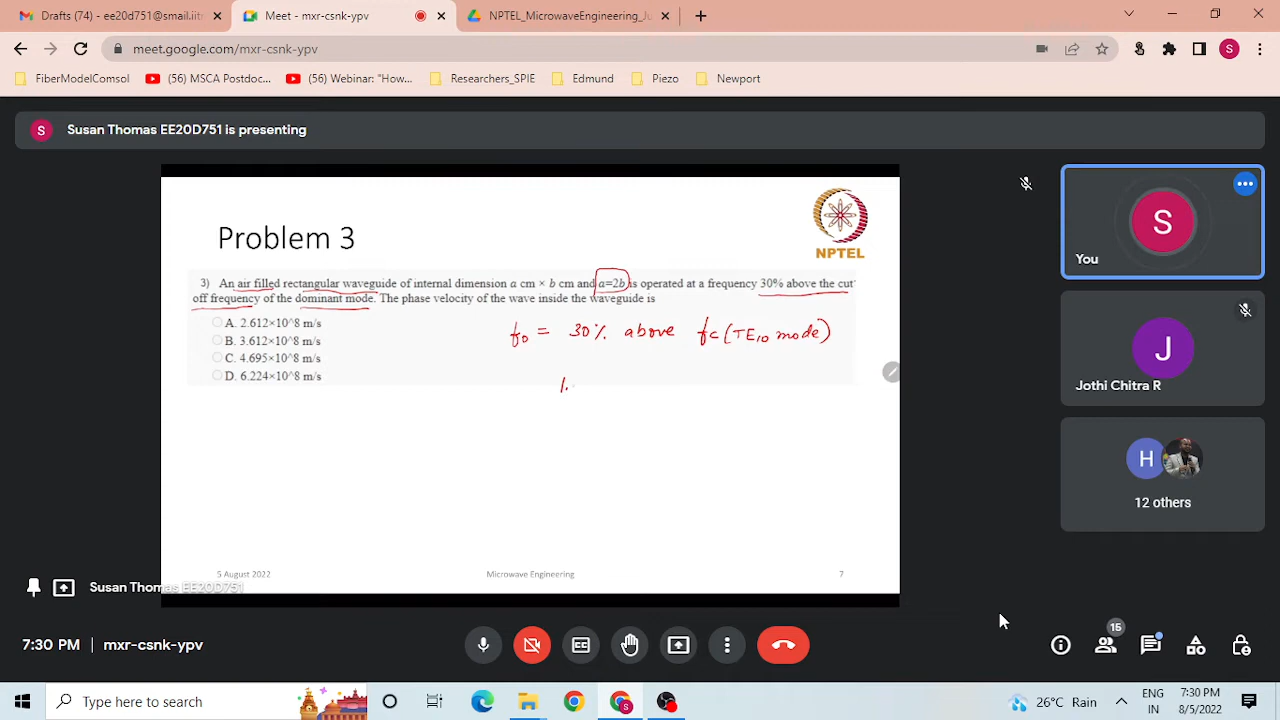 Drafts (4) - ee20d751@smail.iit
Meet - mxr-csnk-ypv
NPTEL_MicrowaveEngineering_Ju
meet.google.com/mxr-csnk-ypv
FiberModelComsol
(56) MSCA Postdoc...
(56) Webinar: "How...
Researchers_SPIE
Edmund
Piezo
Newport
S
Susan Thomas EE20D751 is presenting
Problem 3
NPTEL
3) An air filled rectangular waveguide of internal dimension a cm × b cm and a=2b is operated at a frequency 30% above the cut
off frequency of the dominant mode. The phase velocity of the wave inside the waveguide is
A. 2.612×10^8 m/s
B. 3.612×10^8 m/s
C. 4.695×10^8 m/s
D. 6.224×10^8 m/s
f0 = 30% above fc (TE10 mode)
1.
5 August 2022
Microwave Engineering
7
S
You
J
Jothi Chitra R
H
12 others
Susan Thomas EE20D751
7:30 PM | mxr-csnk-ypv
15
Type here to search
26°C Rain
ENG
IN
7:30 PM
8/5/2022